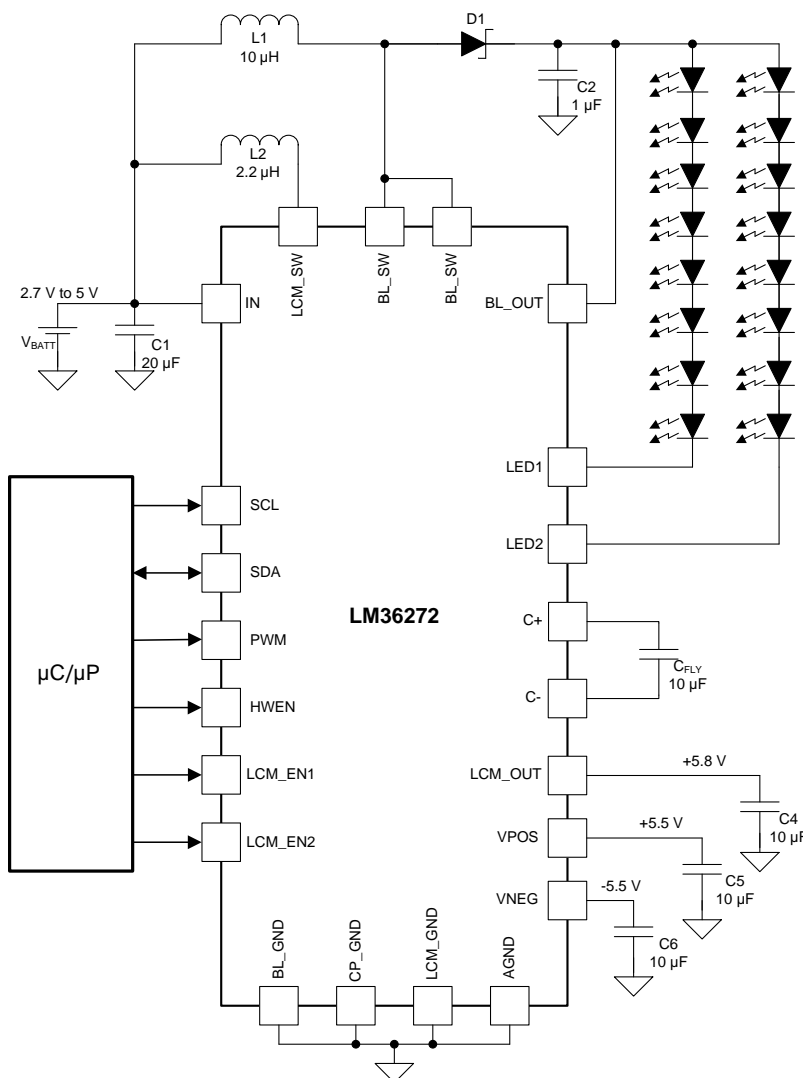 D1
L1
10 µH
C2
1 µF
L2
2.2 µH
LCM_SW
BL_SW
BL_SW
2.7 V to 5 V
IN
BL_OUT
VBATT
C1
20 µF
LED1
SCL
LED2
SDA
LM36272
C+
PWM
µC/µP
CFLY
10 µF
HWEN
C-
LCM_OUT
+5.8 V
LCM_EN1
C4
10 µF
VPOS
+5.5 V
LCM_EN2
C5
10 µF
VNEG
-5.5 V
C6
10 µF
BL_GND
CP_GND
LCM_GND
AGND